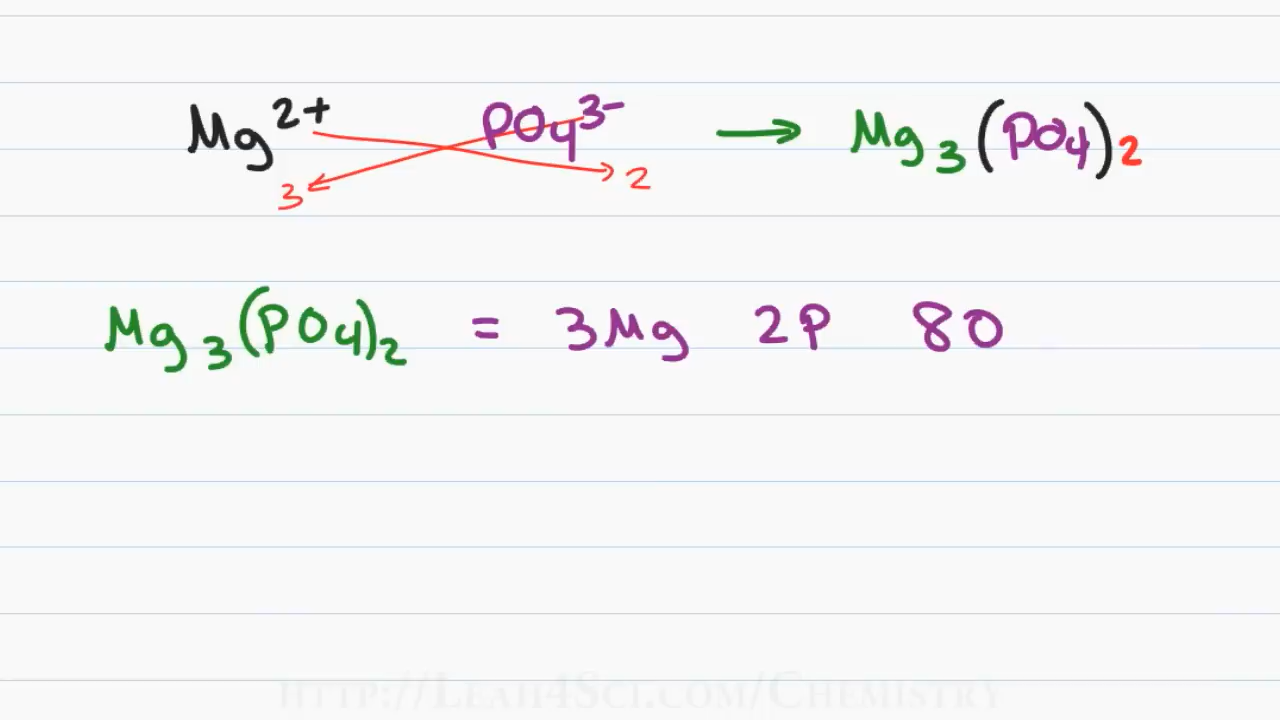 Mg²⁺ PO₄³⁻ → Mg₃(PO₄)₂
3 2
Mg₃(PO₄)₂ = 3Mg 2P 8O
http://Leah4Sci.com/Chemistry